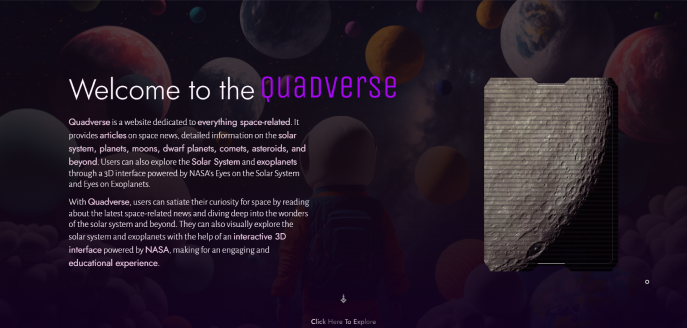 Welcome to the Quadverse
Quadverse is a website dedicated to everything space-related. It
provides articles on space news, detailed information on the solar
system, planets, moons, dwarf planets, comets, asteroids, and
beyond. Users can also explore the Solar System and exoplanets
through a 3D interface powered by NASA's Eyes on the Solar System
and Eyes on Exoplanets.
With Quadverse, users can satiate their curiosity for space by reading
about the latest space-related news and diving deep into the wonders
of the solar system and beyond. They can also visually explore the
solar system and exoplanets with the help of an interactive 3D
interface powered by NASA, making for an engaging and
educational experience.
Click Here To Explore